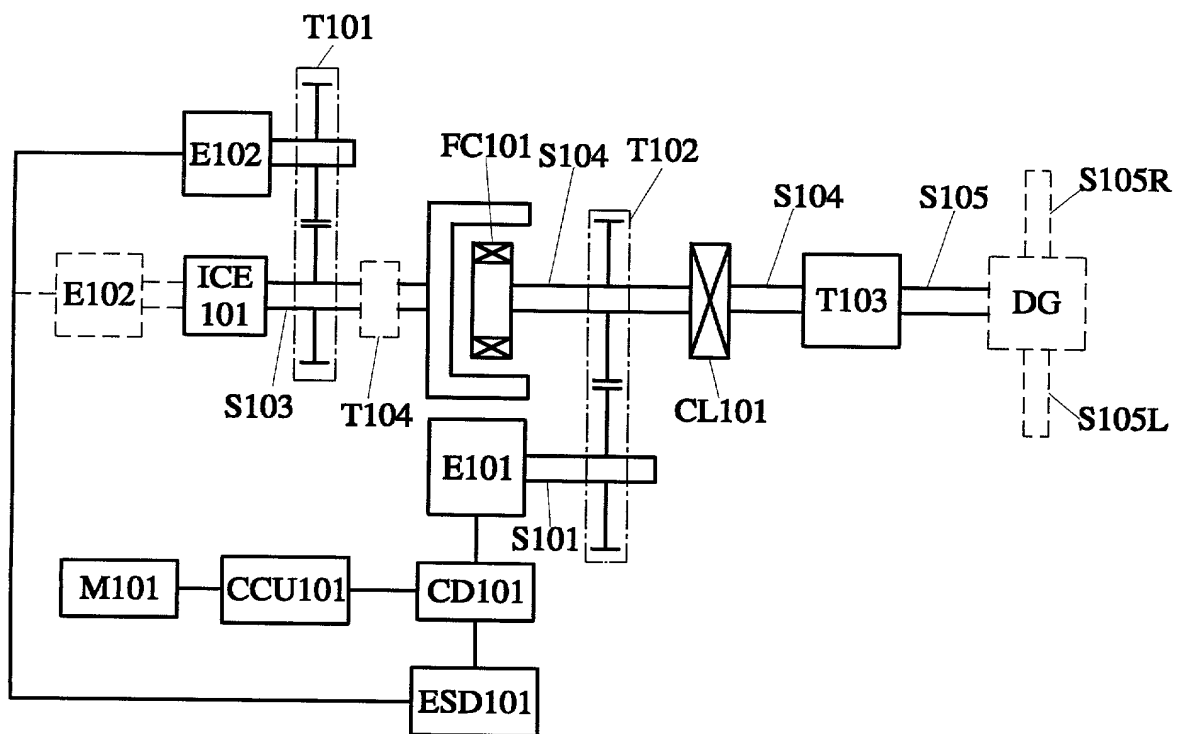 T101
E102
FC101
S104
T102
S104
S105
S105R
E102
ICE
101
T103
DG
S103
T104
CL101
S105L
E101
S101
M101
CCU101
CD101
ESD101